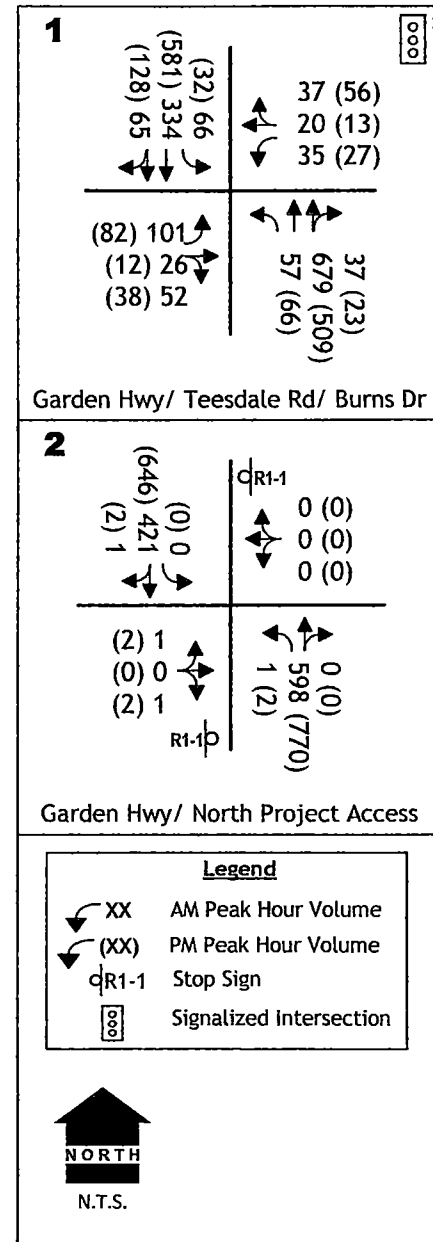 1
(128) 65
(581) 334
(32) 66
37 (56)
20 (13)
35 (27)
(82) 101
(12) 26
(38) 52
57 (66)
679 (509)
37 (23)
Garden Hwy/ Teesdale Rd/ Burns Dr
2
(2) 1
(646) 421
(0) 0
R1-1
0 (0)
0 (0)
0 (0)
(2) 1
(0) 0
(2) 1
R1-1
1 (2)
598 (770)
0 (0)
Garden Hwy/ North Project Access
Legend
XX AM Peak Hour Volume
(XX) PM Peak Hour Volume
R1-1 Stop Sign
Signalized Intersection
NORTH
N.T.S.